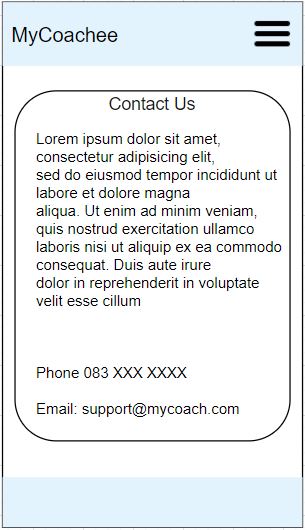 MyCoachee
Contact Us
Lorem ipsum dolor sit amet,
consectetur adipisicing elit,
sed do eiusmod tempor incididunt ut
labore et dolore magna
aliqua. Ut enim ad minim veniam,
quis nostrud exercitation ullamco
laboris nisi ut aliquip ex ea commodo
consequat. Duis aute irure
dolor in reprehenderit in voluptate
velit esse cillum
Phone 083 XXX XXXX
Email: support@mycoach.com